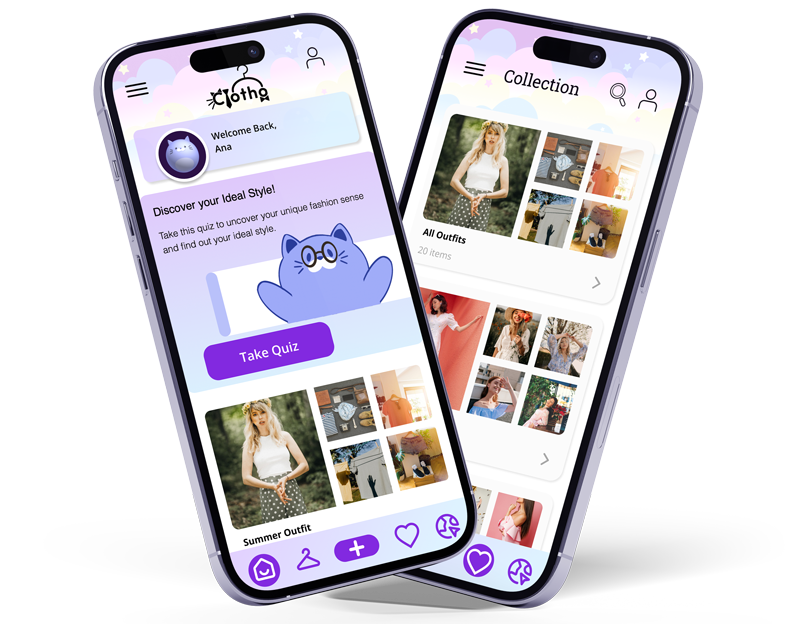 Clotho
Welcome Back,
Ana
Discover your Ideal Style!
Take this quiz to uncover your unique fashion sense
and find out your ideal style.
Take Quiz
Summer Outfit
Collection
All Outfits
20 items